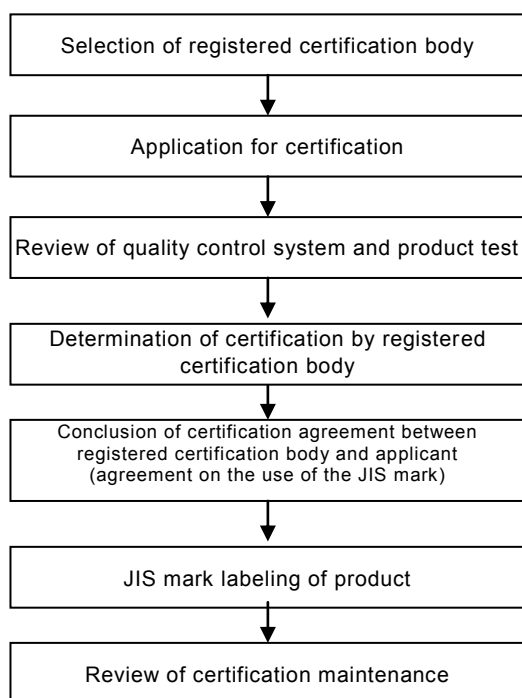 Selection of registered certification body
Application for certification
Review of quality control system and product test
Determination of certification by registered
certification body
Conclusion of certification agreement between
registered certification body and applicant
(agreement on the use of the JIS mark)
JIS mark labeling of product
Review of certification maintenance